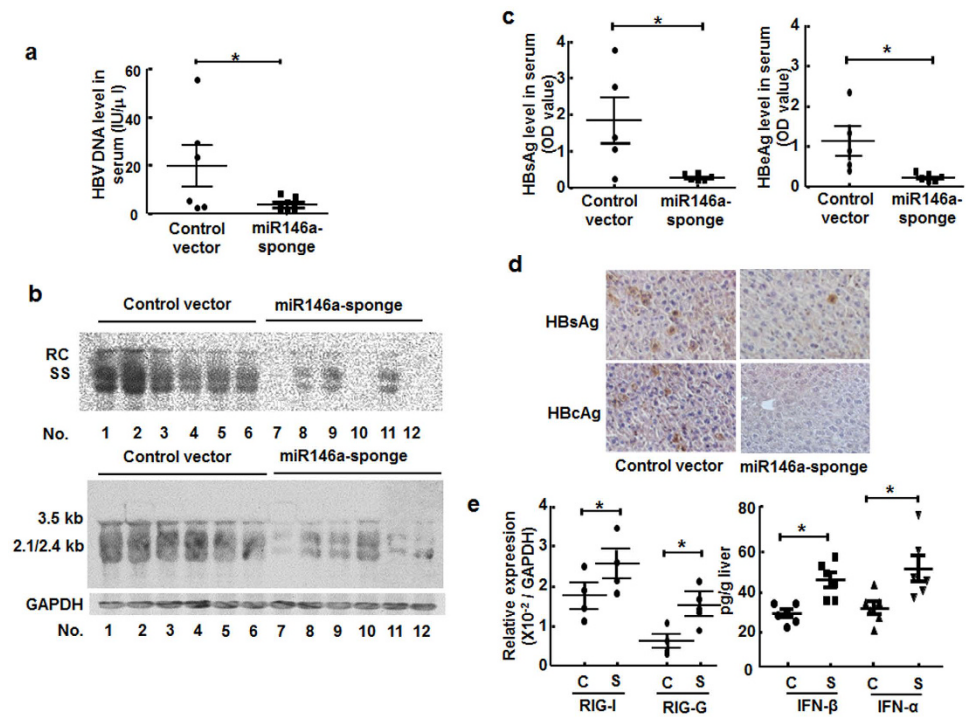 a
HBV DNA level in
serum (IU/μ l)
60
40
20
0
*
Control
vector
miR146a-
sponge
b
Control vector
miR146a-sponge
RC
SS
No. 1 2 3 4 5 6 7 8 9 10 11 12
Control vector
miR146a-sponge
3.5 kb
2.1/2.4 kb
GAPDH
No. 1 2 3 4 5 6 7 8 9 10 11 12
c
HBsAg level in serum
(OD value)
4
3
2
1
0
*
Control
vector
miR146a-
sponge
HBeAg level in serum
(OD value)
4
3
2
1
0
*
Control
vector
miR146a-
sponge
d
HBsAg
HBcAg
Control vector
miR146a-sponge
e
Relative expreesion
(X10-2 / GAPDH)
4
3
2
1
0
*
*
C S C S
RIG-I RIG-G
pg/g liver
80
60
40
20
0
*
*
C S C S
IFN-β IFN-α